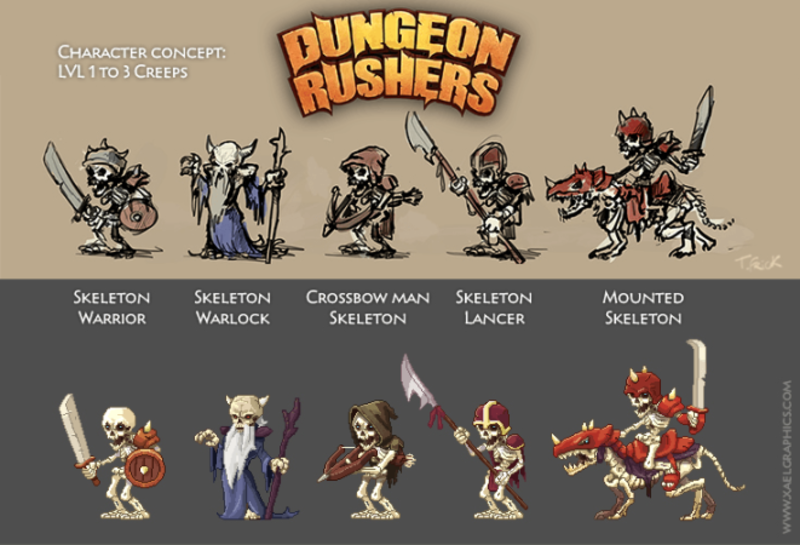 DUNGEON
RUSHERS
CHARACTER CONCEPT:
LVL 1 TO 3 CREEPS
SKELETON
WARRIOR
SKELETON
WARLOCK
CROSSBOW MAN
SKELETON
SKELETON
LANCER
MOUNTED
SKELETON
WWW.XAELGRAPHICS.COM